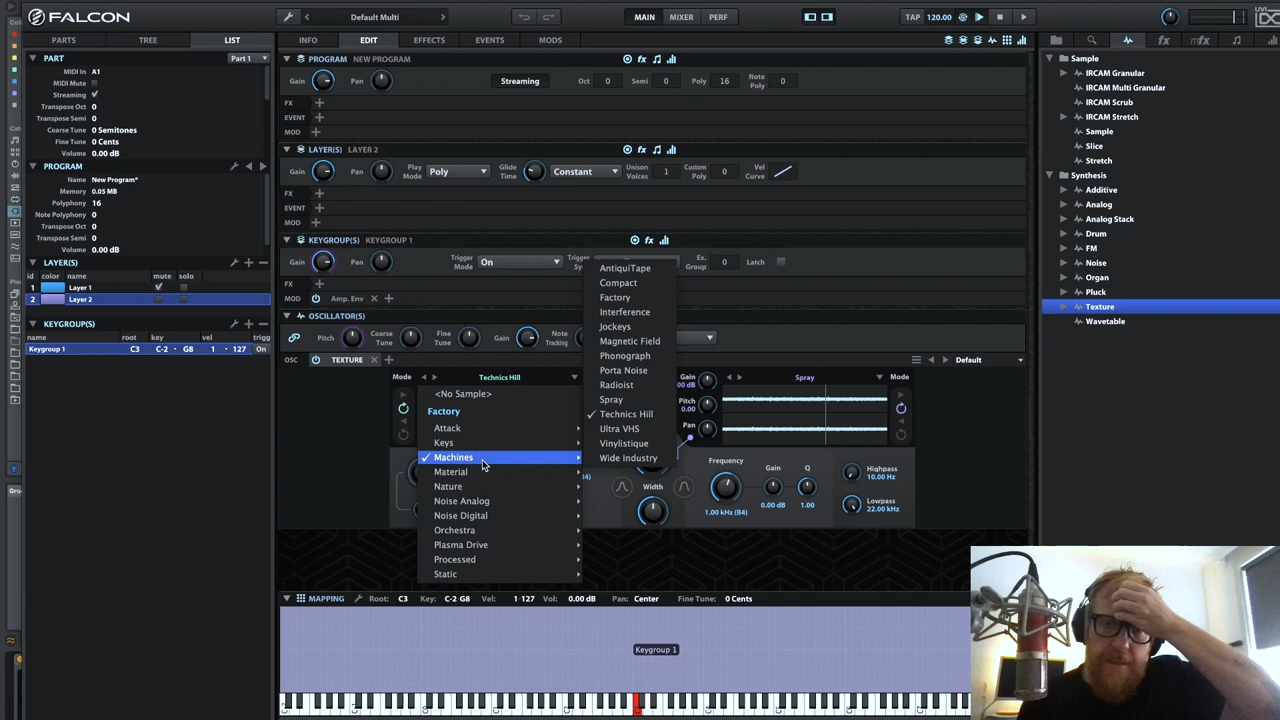 FALCON
Default Multi
MAIN MIXER PERF
TAP 120.00
UVI
PARTS TREE LIST
INFO EDIT EFFECTS EVENTS MODS
PART Part 1
MIDI In A1
MIDI Mute
Streaming
Transpose Oct 0
Transpose Semi 0
Coarse Tune 0 Semitones
Fine Tune 0 Cents
Volume 0.00 dB
PROGRAM
Name New Program*
Memory 0.05 MB
Polyphony 16
Note Polyphony 0
Transpose Oct 0
Transpose Semi 0
Volume 0.00 dB
LAYER(S)
id color name mute solo
1 Layer 1
2 Layer 2
KEYGROUP(S)
name root key vel trigg
Keygroup 1 C3 C-2 - G8 1 - 127 On
PROGRAM NEW PROGRAM
Gain Pan Streaming Oct 0 Semi 0 Poly 16 Note Poly 0
FX
EVENT
MOD
LAYER(S) LAYER 2
Gain Pan Play Mode Poly Glide Time Constant Unison Voices 1 Custom Poly 0 Vel Curve
FX
EVENT
MOD
KEYGROUP(S) KEYGROUP 1
Gain Pan Trigger Mode On Trigger Ex. Group 0 Latch
FX
MOD Amp. Env
OSCILLATOR(S)
Pitch Coarse Tune Fine Tune Gain Note Tracking
OSC TEXTURE Default
Mode Technics Hill
<No Sample>
Factory
Attack
Keys
Machines
Material
Nature
Noise Analog
Noise Digital
Orchestra
Plasma Drive
Processed
Static
AntiquiTape
Compact
Factory
Interference
Jockeys
Magnetic Field
Phonograph
Porta Noise
Radioist
Spray
Technics Hill
Ultra VHS
Vinylistique
Wide Industry
Gain
Pitch
0.00
Pan
Spray Mode
Width
Frequency Gain Q
1.00 kHz (B4) 0.00 dB 1.00
Highpass
10.00 Hz
Lowpass
22.00 kHz
MAPPING Root: C3 Key: C-2 G8 Vel: 1 127 Vol: 0.00 dB Pan: Center Fine Tune: 0 Cents
Keygroup 1
Sample
IRCAM Granular
IRCAM Multi Granular
IRCAM Scrub
IRCAM Stretch
Sample
Slice
Stretch
Synthesis
Additive
Analog
Analog Stack
Drum
FM
Noise
Organ
Pluck
Texture
Wavetable